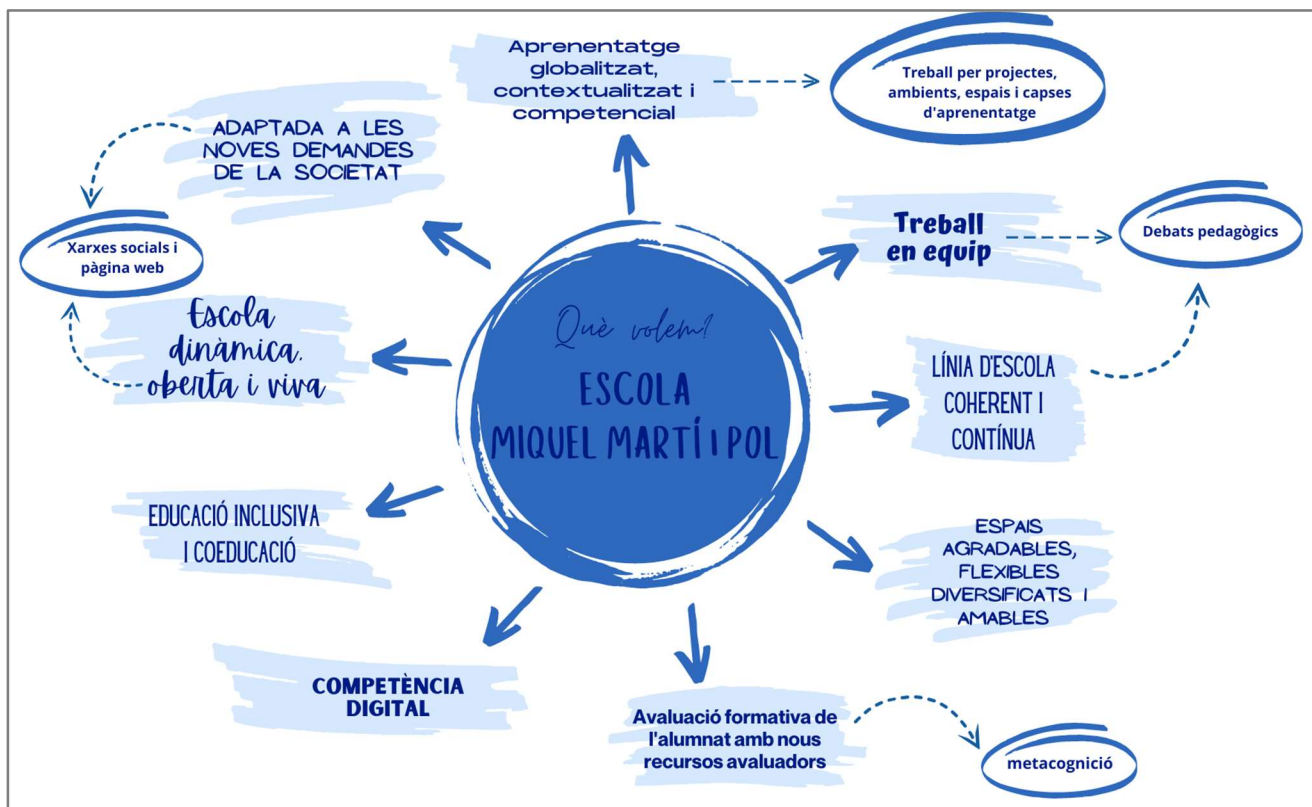 Aprenentatge
globalitzat,
contextualitzat i
competencial
Treball per projectes,
ambients, espais i capses
d'aprenentatge
ADAPTADA A LES
NOVES DEMANDES
DE LA SOCIETAT
Xarxes socials i
pàgina web
Treball
en equip
Debats pedagògics
Escola
dinàmica.
oberta i viva
Què volem?
ESCOLA
MIQUEL MARTÍ I POL
LÍNIA D'ESCOLA
COHERENT I
CONTÍNUA
EDUCACIÓ INCLUSIVA
I COEDUCACIÓ
ESPAIS
AGRADABLES,
FLEXIBLES
DIVERSIFICATS I
AMABLES
COMPETÈNCIA
DIGITAL
Avaluació formativa de
l'alumnat amb nous
recursos avaluadors
metacognició